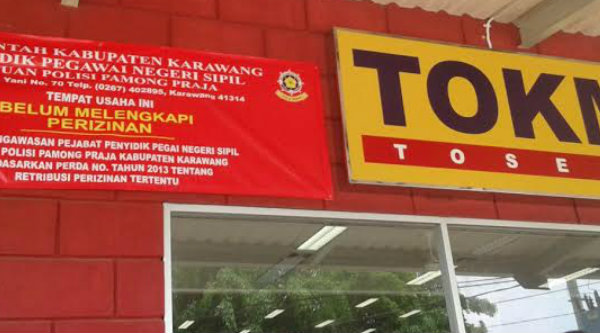 NTAH KABUPATEN KARAWANG
DIK PEGAWAI NEGERI SIPIL
UAN POLISI PAMONG PRAJA
Yani No. 70 Telp. (0267) 402895, Karawang 41314
TEMPAT USAHA INI
BELUM MELENGKAPI
PERIZINAN
NGAWASAN PEJABAT PENYIDIK PEGAI NEGERI SIPIL
POLISI PAMONG PRAJA KABUPATEN KARAWANG
DASARKAN PERDA NO. TAHUN 2013 TENTANG
RETRIBUSI PERIZINAN TERTENTU
TOKM
TOSE